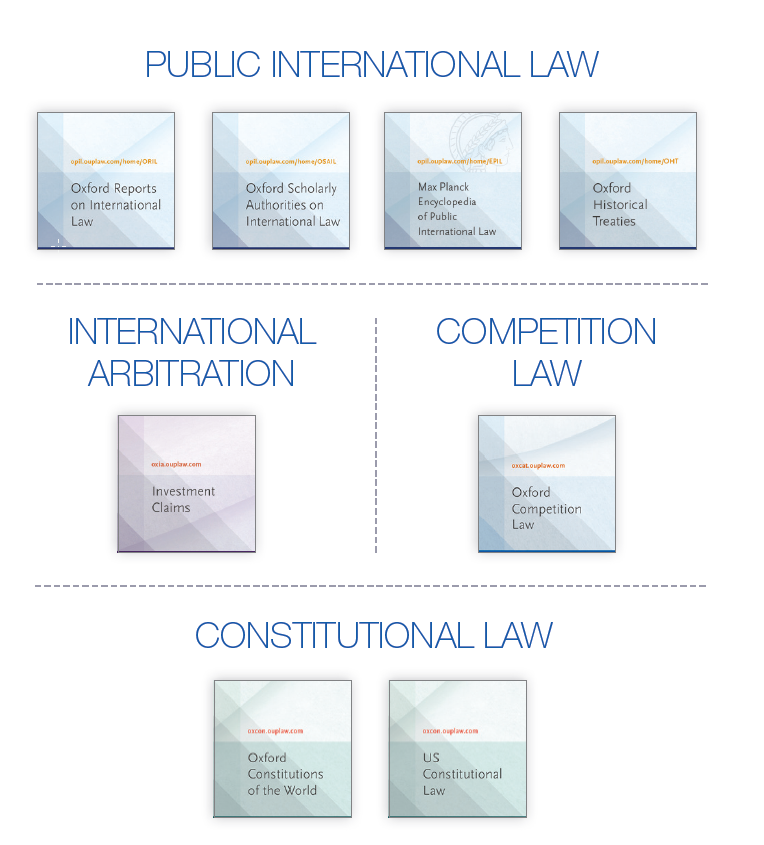 PUBLIC INTERNATIONAL LAW
opil.ouplaw.com/home/ORIL
Oxford Reports
on International
Law
opil.ouplaw.com/home/OSAIL
Oxford Scholarly
Authorities on
International Law
opil.ouplaw.com/home/EPIL
Max Planck
Encyclopedia
of Public
International Law
opil.ouplaw.com/home/OHT
Oxford
Historical
Treaties
INTERNATIONAL
ARBITRATION
oxia.ouplaw.com
Investment
Claims
COMPETITION
LAW
oxcat.ouplaw.com
Oxford
Competition
Law
CONSTITUTIONAL LAW
oxcon.ouplaw.com
Oxford
Constitutions
of the World
oxcon.ouplaw.com
US
Constitutional
Law